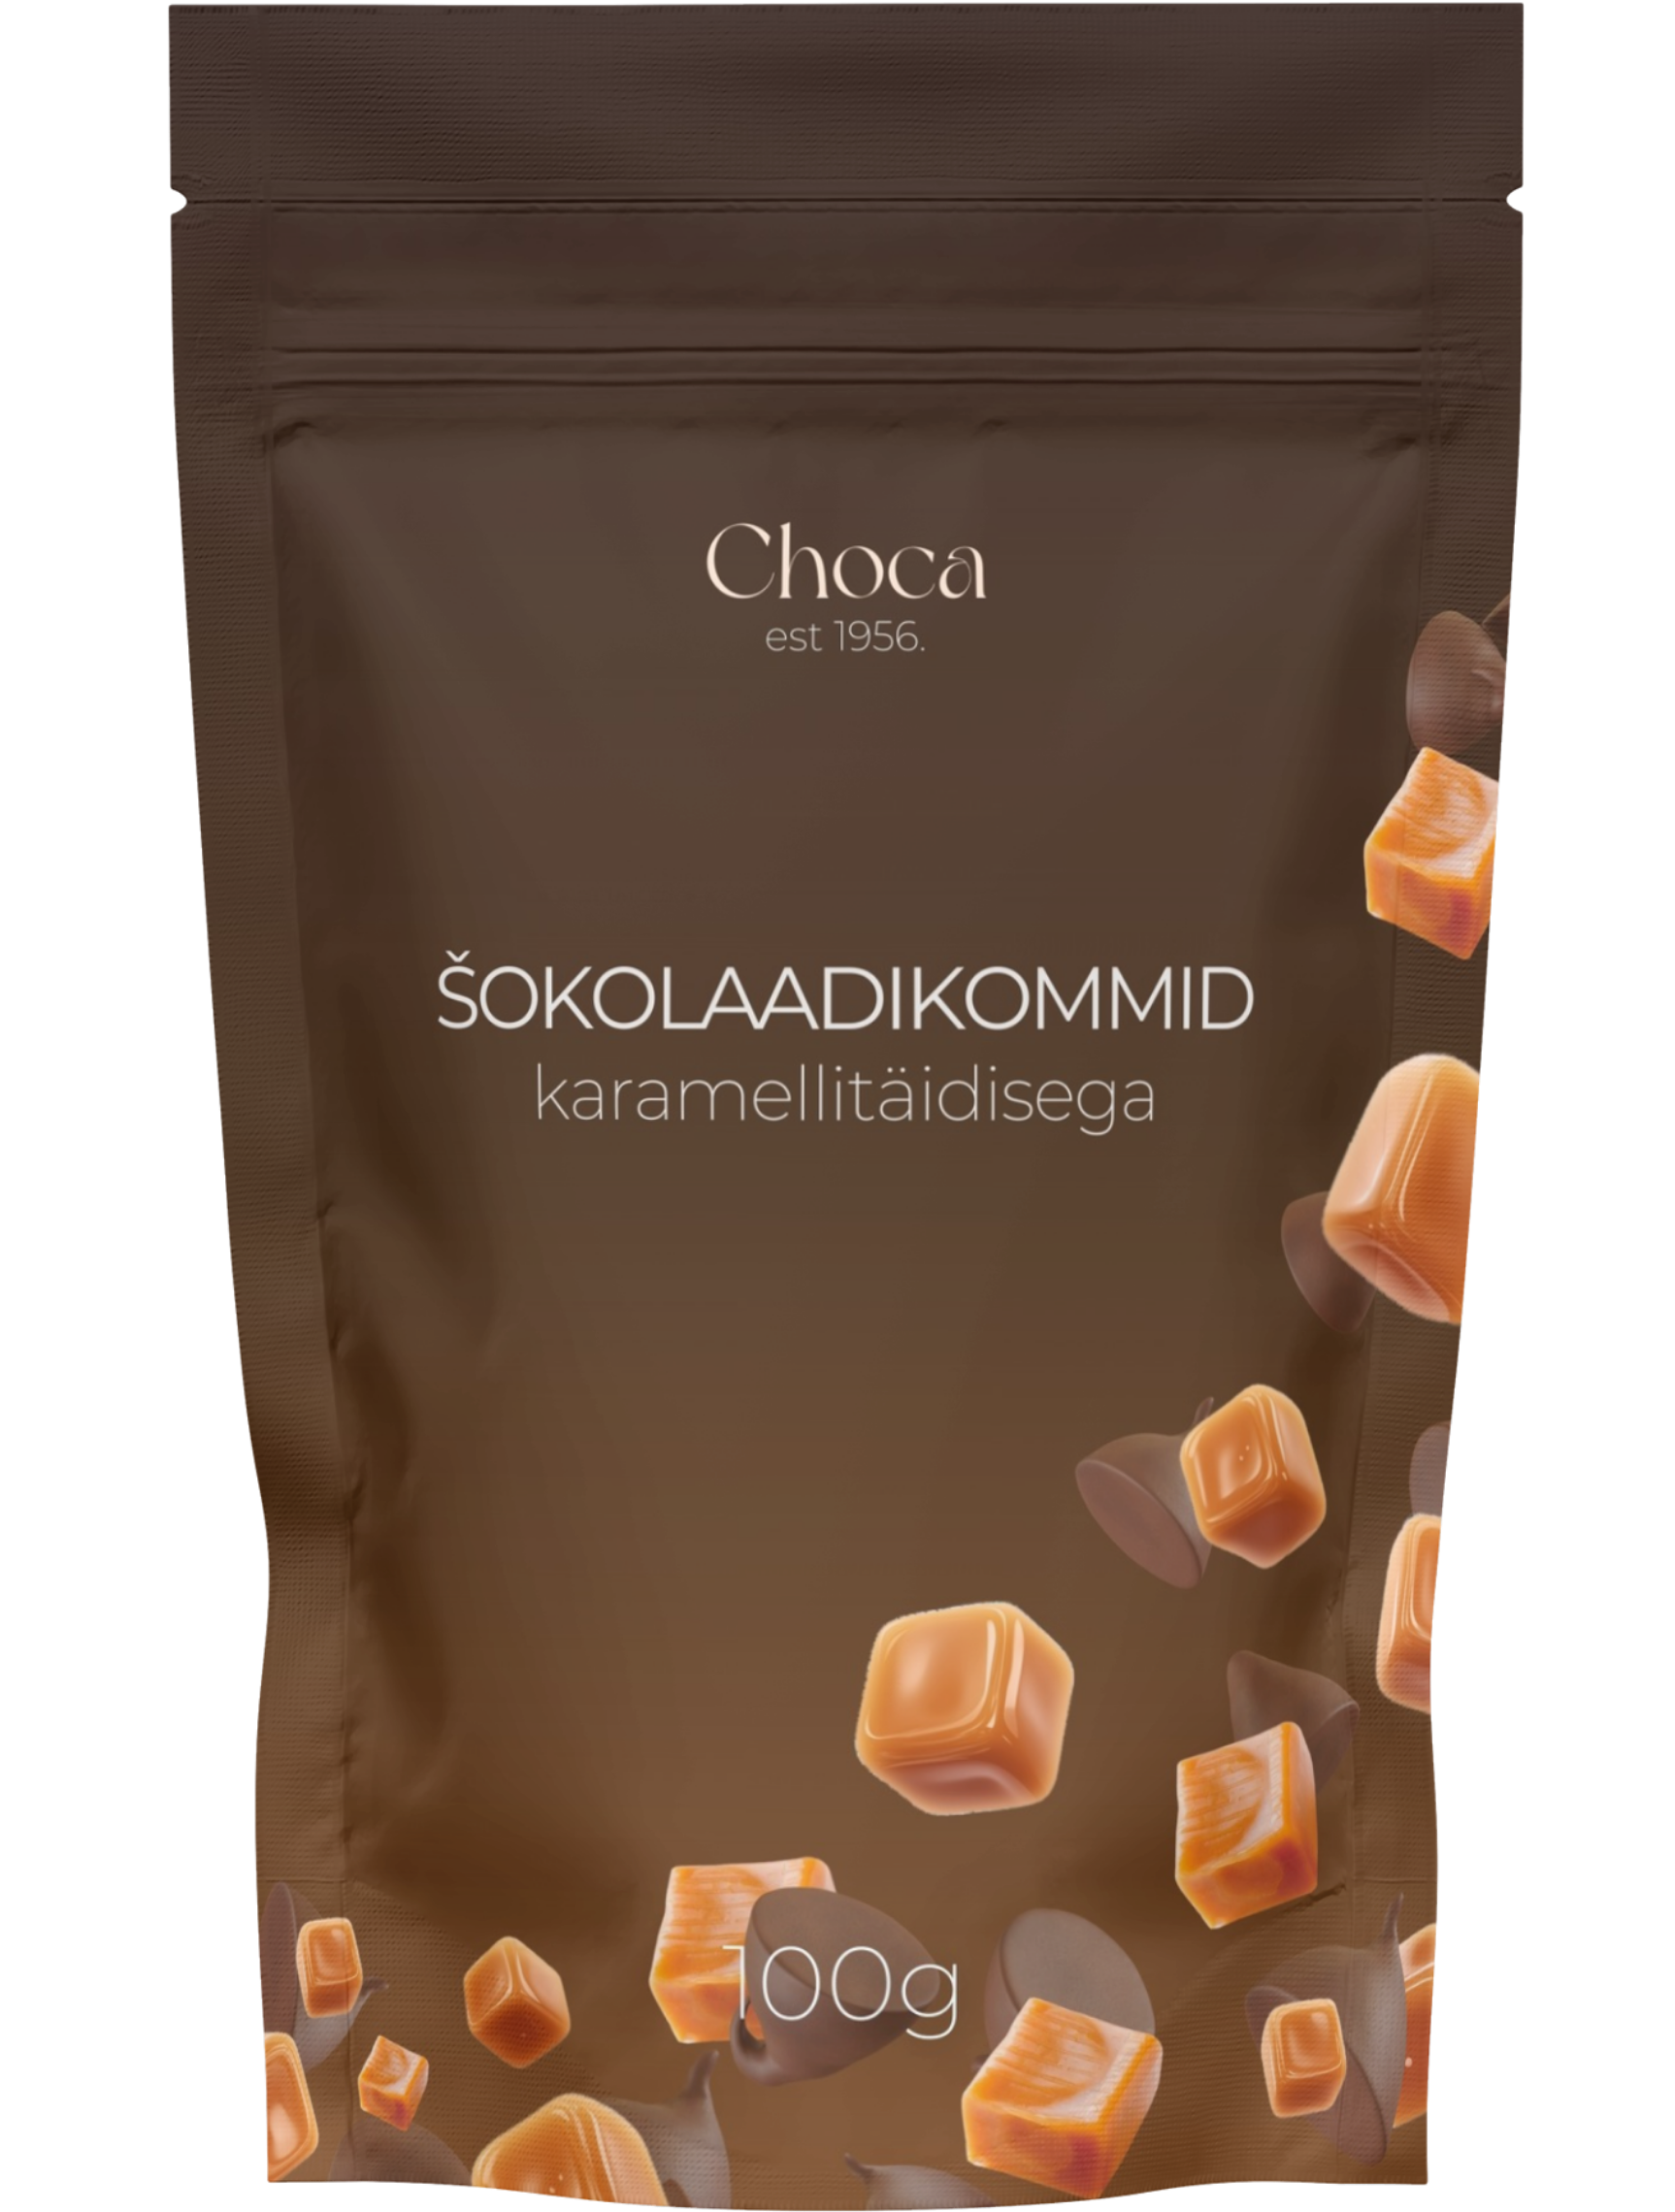 Choca
est 1956.
ŠOKOLAADIKOMMID
karamellitäidisega
100g